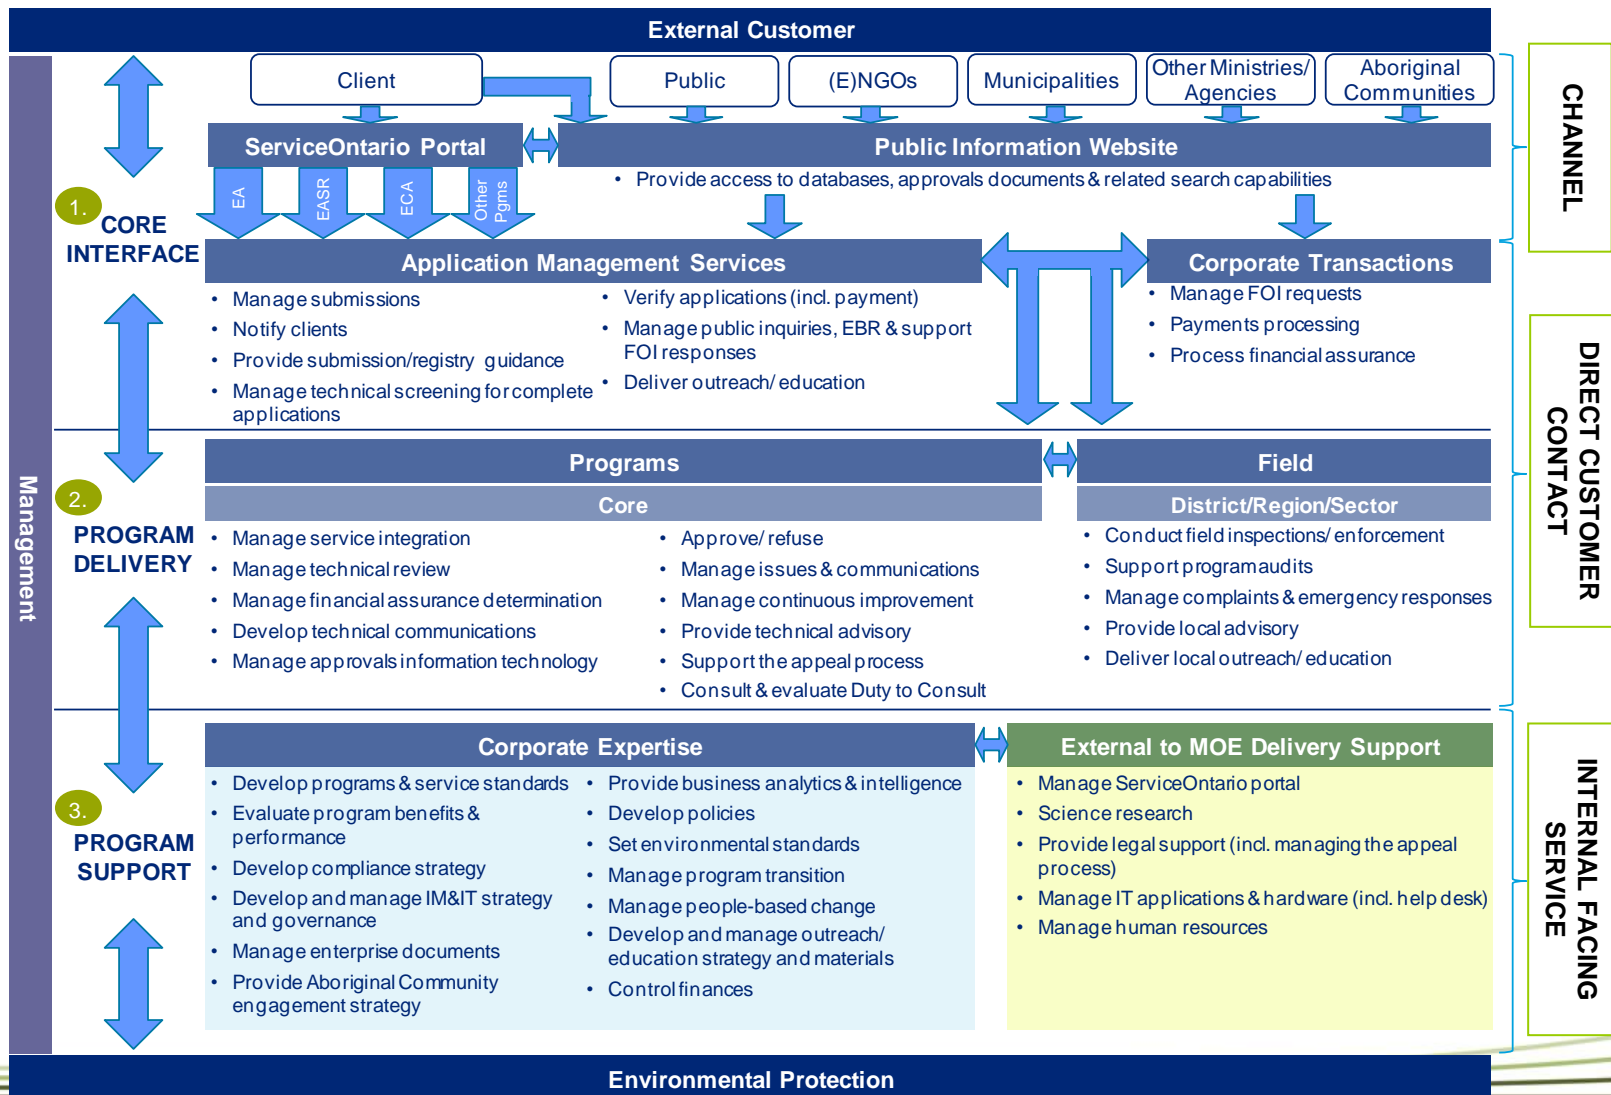 External Customer
Client
Public
(E)NGOs
Municipalities
Other Ministries/
Agencies
Aboriginal
Communities
ServiceOntario Portal
Public Information Website
• Provide access to databases, approvals documents & related search capabilities
EA
EASR
ECA
Other
Pgms
1.
CORE
INTERFACE
Application Management Services
• Manage submissions
• Notify clients
• Provide submission/registry guidance
• Manage technical screening for complete
applications
• Verify applications (incl. payment)
• Manage public inquiries, EBR & support
FOI responses
• Deliver outreach/ education
Corporate Transactions
• Manage FOI requests
• Payments processing
• Process financial assurance
Management
2.
PROGRAM
DELIVERY
Programs
Core
• Manage service integration
• Manage technical review
• Manage financial assurance determination
• Develop technical communications
• Manage approvals information technology
• Approve/ refuse
• Manage issues & communications
• Manage continuous improvement
• Provide technical advisory
• Support the appeal process
• Consult & evaluate Duty to Consult
Field
District/Region/Sector
• Conduct field inspections/ enforcement
• Support program audits
• Manage complaints & emergency responses
• Provide local advisory
• Deliver local outreach/ education
3.
PROGRAM
SUPPORT
Corporate Expertise
• Develop programs & service standards
• Evaluate program benefits &
performance
• Develop compliance strategy
• Develop and manage IM&IT strategy
and governance
• Manage enterprise documents
• Provide Aboriginal Community
engagement strategy
• Provide business analytics & intelligence
• Develop policies
• Set environmental standards
• Manage program transition
• Manage people-based change
• Develop and manage outreach/
education strategy and materials
• Control finances
External to MOE Delivery Support
• Manage ServiceOntario portal
• Science research
• Provide legal support (incl. managing the appeal
process)
• Manage IT applications & hardware (incl. help desk)
• Manage human resources
CHANNEL
DIRECT CUSTOMER
CONTACT
INTERNAL FACING
SERVICE
Environmental Protection